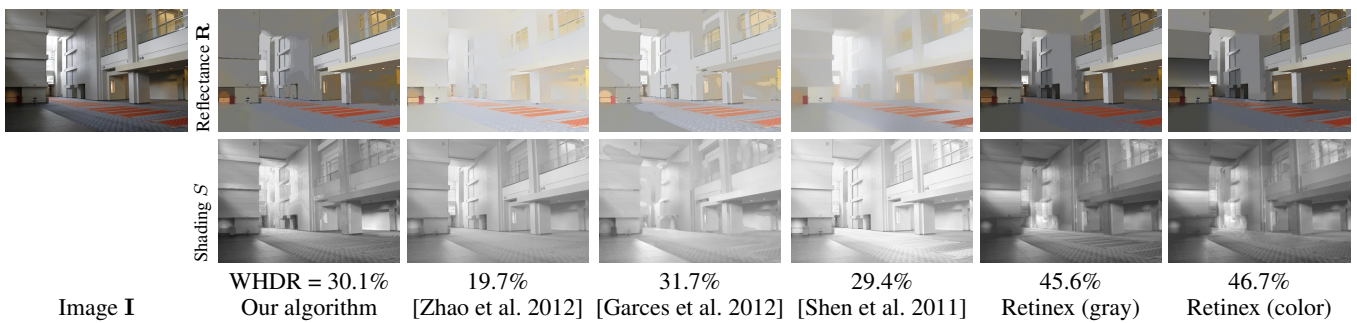 Reflectance R
Shading S
WHDR = 30.1% 19.7% 31.7% 29.4% 45.6% 46.7%
Image I Our algorithm [Zhao et al. 2012] [Garces et al. 2012] [Shen et al. 2011] Retinex (gray) Retinex (color)